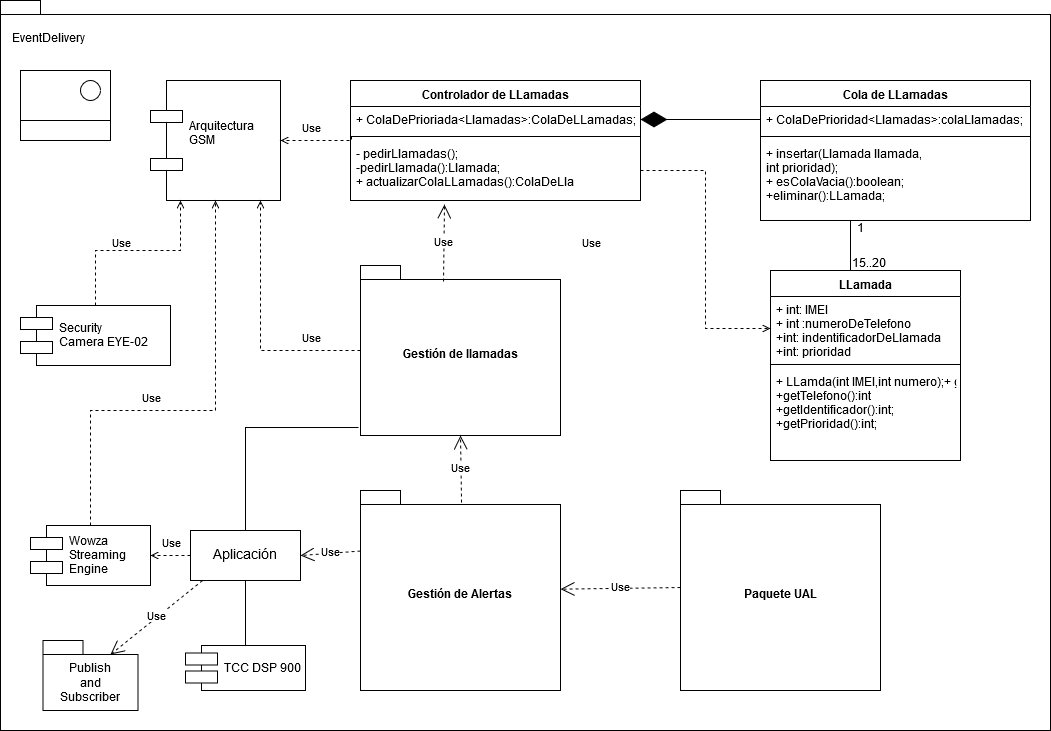 EventDelivery
Arquitectura
GSM
Use
Controlador de LLamadas
+ ColaDePrioriada<Llamadas>:ColaDeLLamadas;
- pedirLlamadas();
-pedirLlamada():Llamada;
+ actualizarColaLLamadas():ColaDeLla
Cola de LLamadas
+ ColaDePrioridad<Llamadas>:colaLlamadas;
+ insertar(Llamada llamada,
int prioridad);
+ esColaVacia():boolean;
+eliminar():LLamada;
1
15..20
Use
Use
Use
LLamada
+ int: IMEI
+ int :numeroDeTelefono
+int: indentificadorDeLlamada
+int: prioridad
+ LLamda(int IMEI,int numero);+
+getTelefono():int
+getIdentificador():int;
+getPrioridad():int;
Security
Camera EYE-02
Use
Gestión de llamadas
Use
Use
Wowza
Streaming
Engine
Use
Aplicación
Use
Gestión de Alertas
Use
Paquete UAL
Use
Publish
and
Subscriber
TCC DSP 900